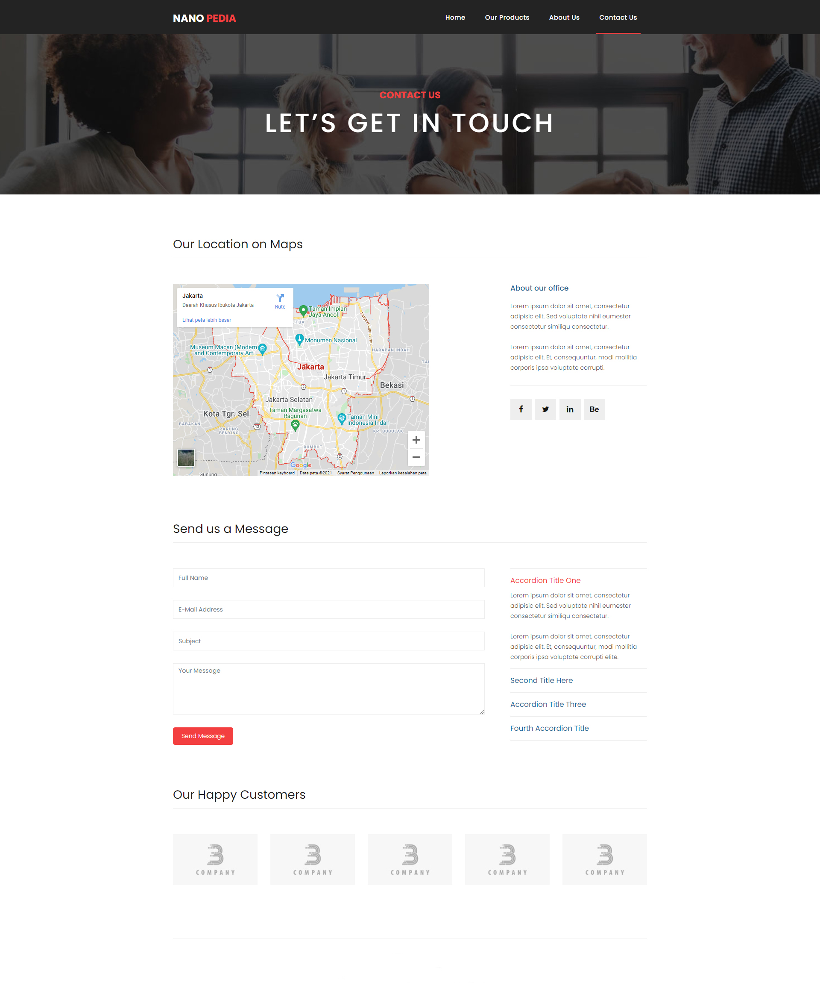 NANO PEDIA
Home
Our Products
About Us
Contact Us
CONTACT US
LET’S GET IN TOUCH
Our Location on Maps
Jakarta
Daerah Khusus Ibukota Jakarta
Rute
Lihat peta lebih besar
Taman Impian
Jaya Ancol
TUA
Lingkar Luar Timur
Monumen Nasional
Museum Macan (Modern
and Contemporary Art...
HARAPAN INDAH
TAN
Jakarta
1
Jakarta Timur
Bekasi
2
1
1
Jakarta Selatan
Taman Margasatwa
Ragunan
Kota Tgr. Sel.
Taman Mini
Indonesia Indah
BABAKAN
12
PARUNG
BENYING
KP. BUBULAK
RUMBUT
2
Google
Gunung
Pintasan keyboard
Data peta ©2021
Syarat Penggunaan
Laporkan kesalahan peta
About our office
Lorem ipsum dolor sit amet, consectetur
adipisic elit. Sed voluptate nihil eumester
consectetur similiqu consectetur.
Lorem ipsum dolor sit amet, consectetur
adipisic elit. Et, consequuntur, modi mollitia
corporis ipsa voluptate corrupti.
Send us a Message
Full Name
E-Mail Address
Subject
Your Message
Send Message
Accordion Title One
Lorem ipsum dolor sit amet, consectetur
adipisic elit. Sed voluptate nihil eumester
consectetur similiqu consectetur.
Lorem ipsum dolor sit amet, consectetur
adipisic elit. Et, consequuntur, modi mollitia
corporis ipsa voluptate corrupti elite.
Second Title Here
Accordion Title Three
Fourth Accordion Title
Our Happy Customers
COMPANY
COMPANY
COMPANY
COMPANY
COMPANY